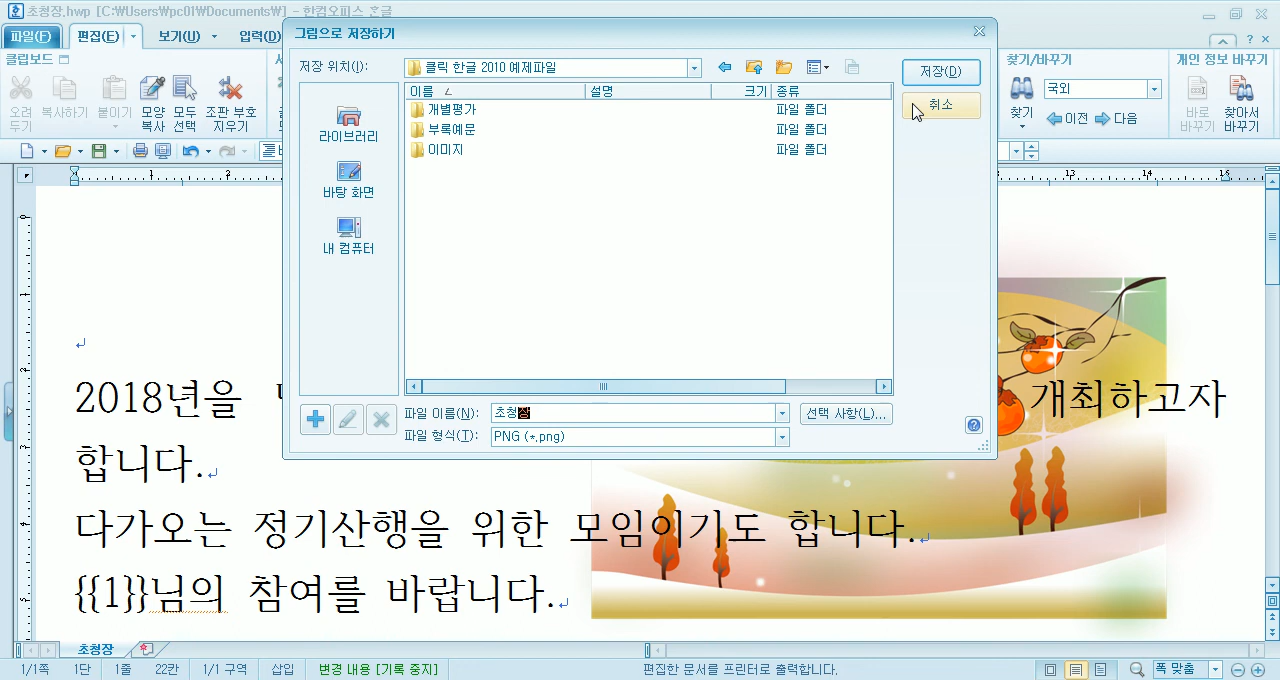 초청장.hwp [C:₩Users₩pc01₩Documents₩] - 한컴오피스 한글
파일(F) 편집(E) 보기(U) 입력(D)
그림으로 저장하기
클립보드
오려 두기 복사하기 붙이기 모양 복사 모두 선택 조판 부호 지우기
찾기/바꾸기
개인 정보 바꾸기
찾기 국외 이전 다음
바로 바꾸기 찾아서 바꾸기
저장 위치(I): 클릭 한글 2010 예제파일
저장(D)
취소
라이브러리
바탕 화면
내 컴퓨터
이름 설명 크기 종류
개별평가 파일 폴더
부록예문 파일 폴더
이미지 파일 폴더
파일 이름(N): 초청장 선택 사항(L)...
파일 형식(T): PNG (*.png)
1 2 13 14 15
2018년을 개최하고자
합니다.
다가오는 정기산행을 위한 모임이기도 합니다.
{{1}}님의 참여를 바랍니다.
초청장
1/1쪽 1단 1줄 22칸 1/1 구역 삽입 변경 내용 [기록 중지] 편집한 문서를 프린터로 출력합니다. 폭 맞춤